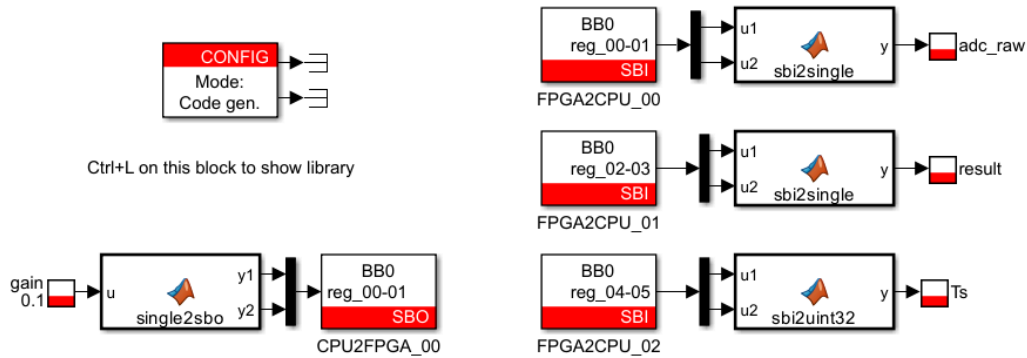 CONFIG
Mode:
Code gen.
Ctrl+L on this block to show library
gain
0.1
u
y1
y2
single2sbo
BB0
reg_00-01
SBO
CPU2FPGA_00
BB0
reg_00-01
SBI
FPGA2CPU_00
u1
u2
y
sbi2single
adc_raw
BB0
reg_02-03
SBI
FPGA2CPU_01
u1
u2
y
sbi2single
result
BB0
reg_04-05
SBI
FPGA2CPU_02
u1
u2
y
sbi2uint32
Ts